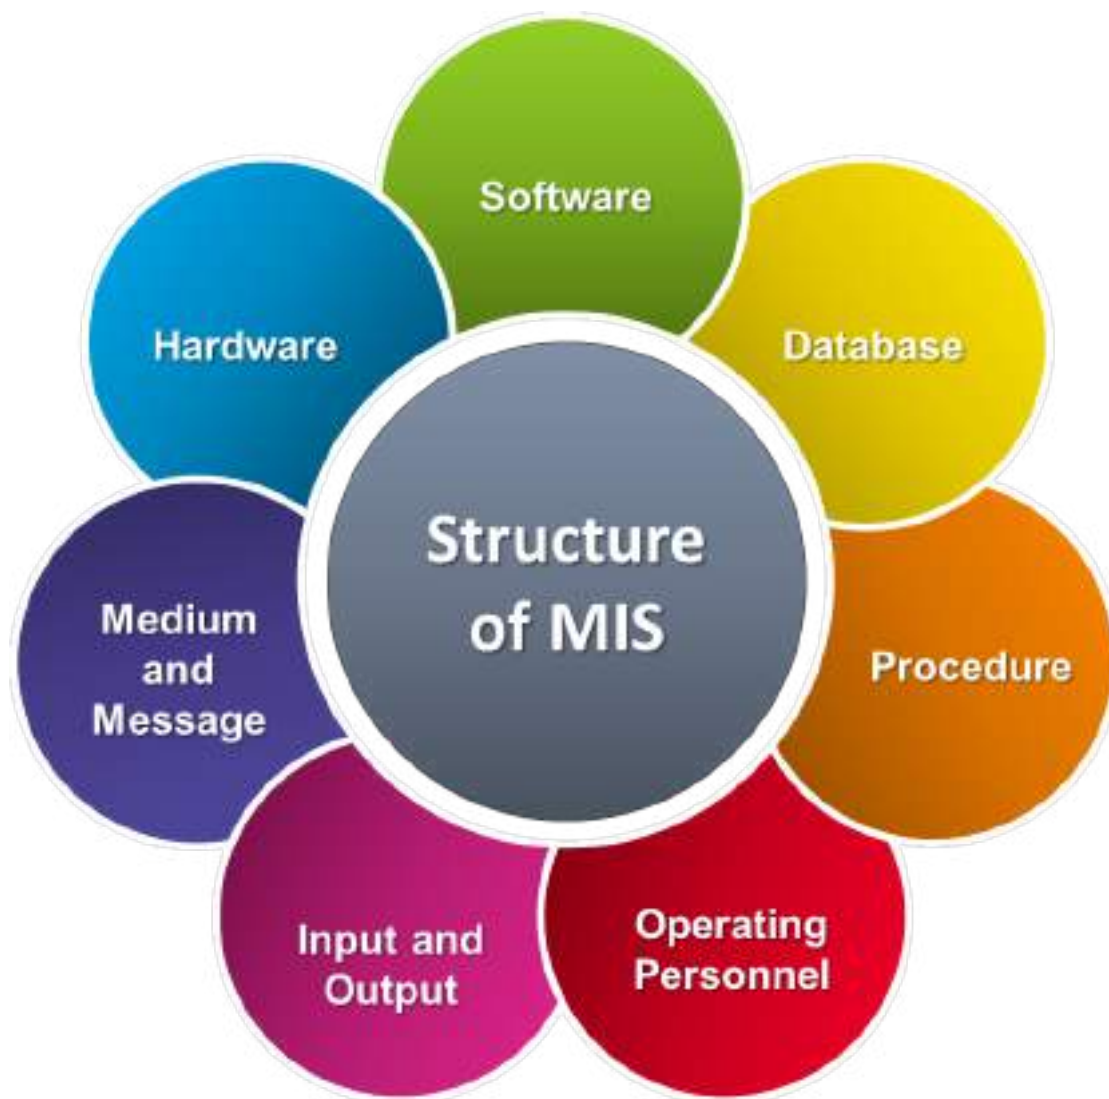 Software
Hardware
Database
Structure
of MIS
Medium
and
Message
Procedure
Input and
Output
Operating
Personnel